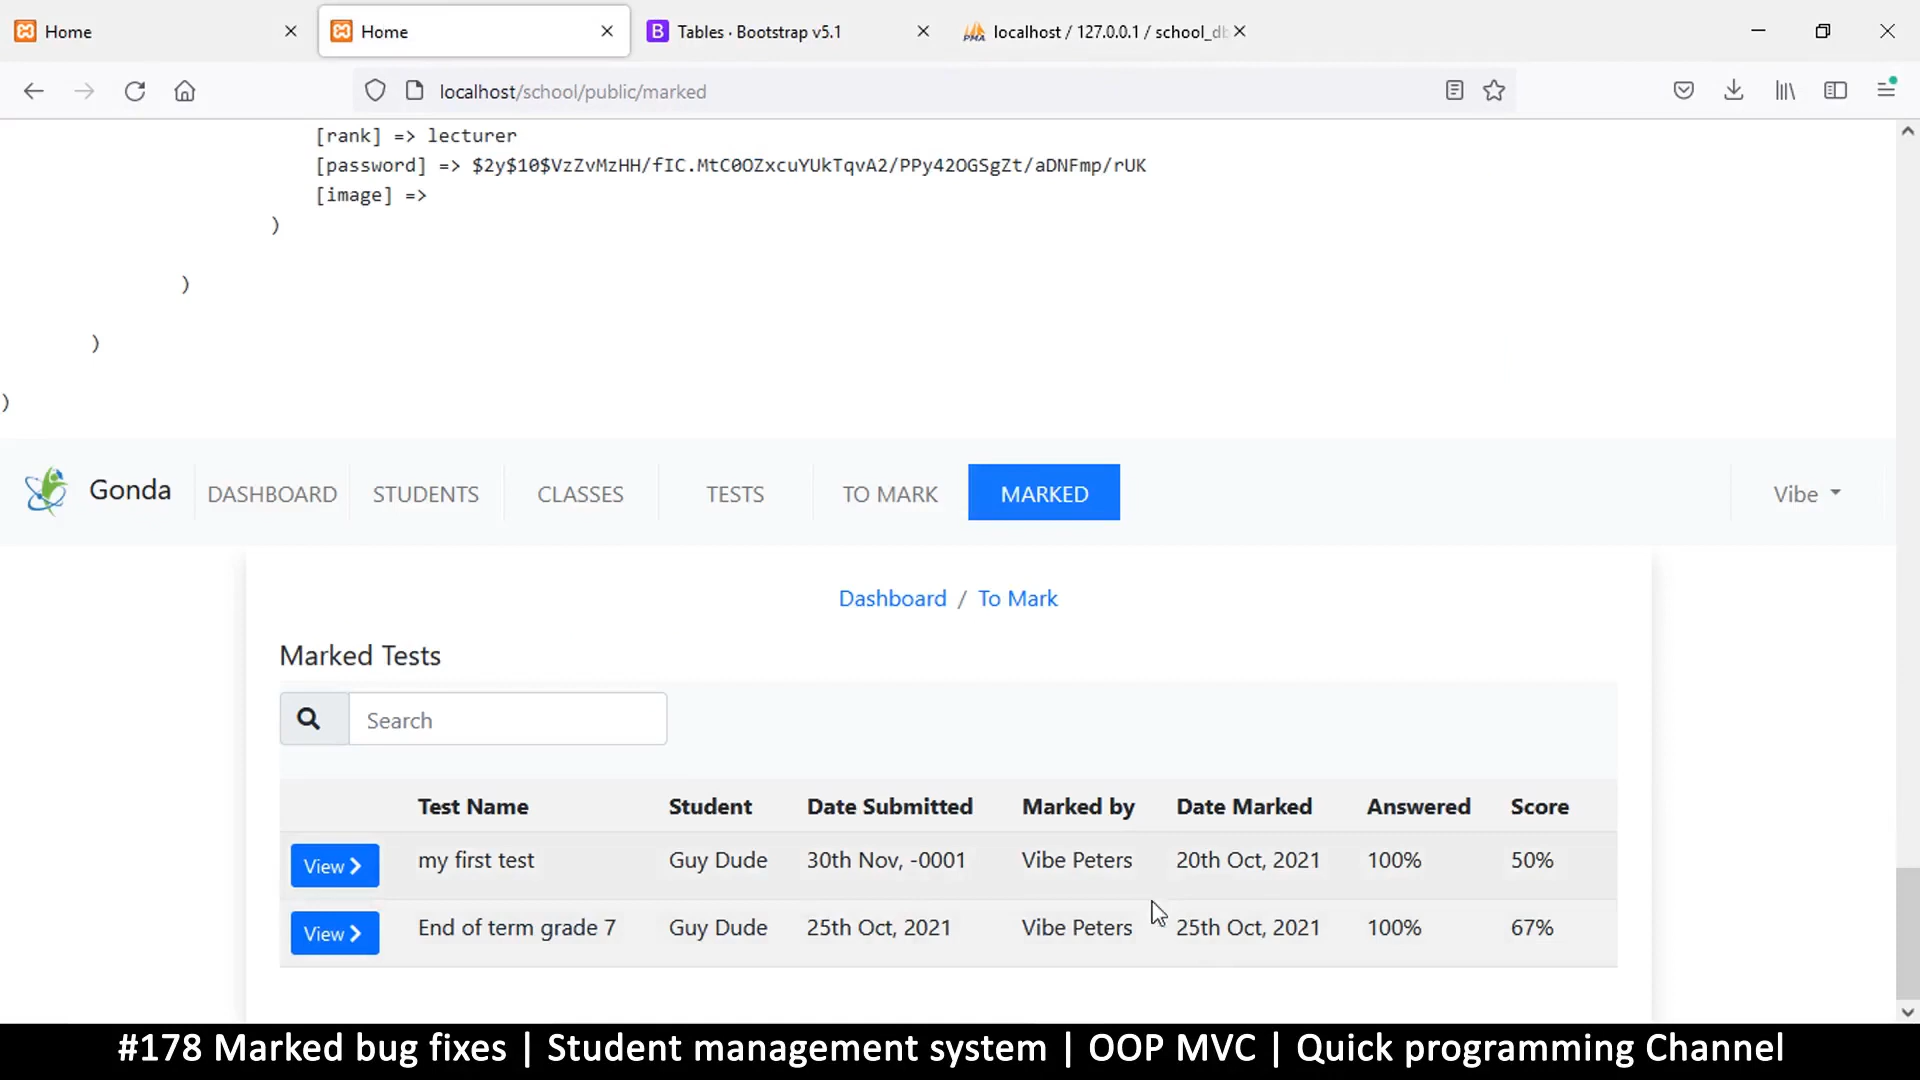 Home
Home
Tables · Bootstrap v5.1
localhost / 127.0.0.1 / school_db
localhost/school/public/marked
[rank] => lecturer
[password] => $2y$10$VzZvMzHH/fIC.MtC0OZxcuYUkTqvA2/PPy42OGSgZt/aDNFmp/rUK
[image] =>
)
)
)
)
Gonda DASHBOARD STUDENTS CLASSES TESTS TO MARK MARKED Vibe
Dashboard / To Mark
Marked Tests
Search
Test Name Student Date Submitted Marked by Date Marked Answered Score
View my first test Guy Dude 30th Nov, -0001 Vibe Peters 20th Oct, 2021 100% 50%
View End of term grade 7 Guy Dude 25th Oct, 2021 Vibe Peters 25th Oct, 2021 100% 67%
#178 Marked bug fixes | Student management system | OOP MVC | Quick programming Channel